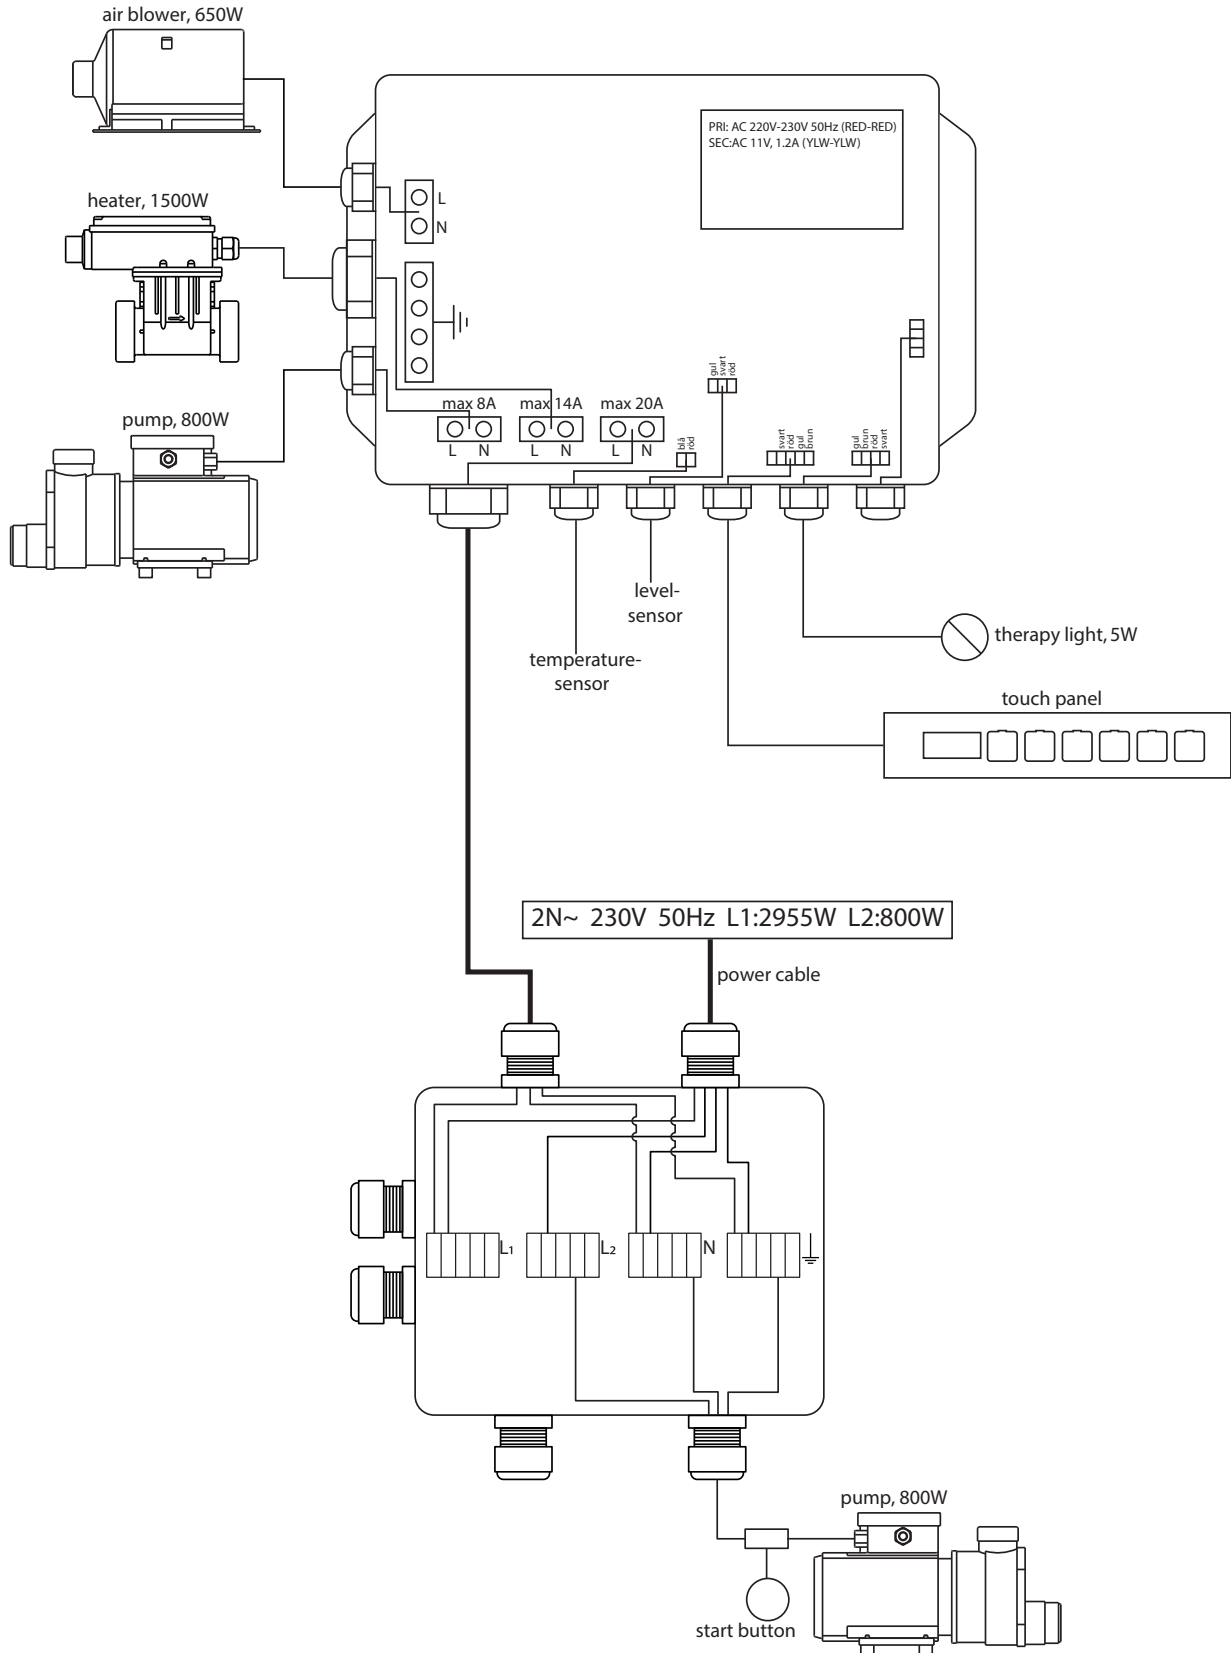 air blower, 650W
PRI: AC 220V-230V 50Hz (RED-RED)
SEC:AC 11V, 1.2A (YLW-YLW)
heater, 1500W
L
N
pump, 800W
max 8A
max 14A
max 20A
L
N
L
N
L
N
blå
röd
gul
svart
röd
svart
röd
gul
brun
gul
brun
röd
svart
level-
sensor
temperature-
sensor
therapy light, 5W
touch panel
2N~ 230V 50Hz L1:2955W L2:800W
power cable
L1
L2
N
pump, 800W
start button